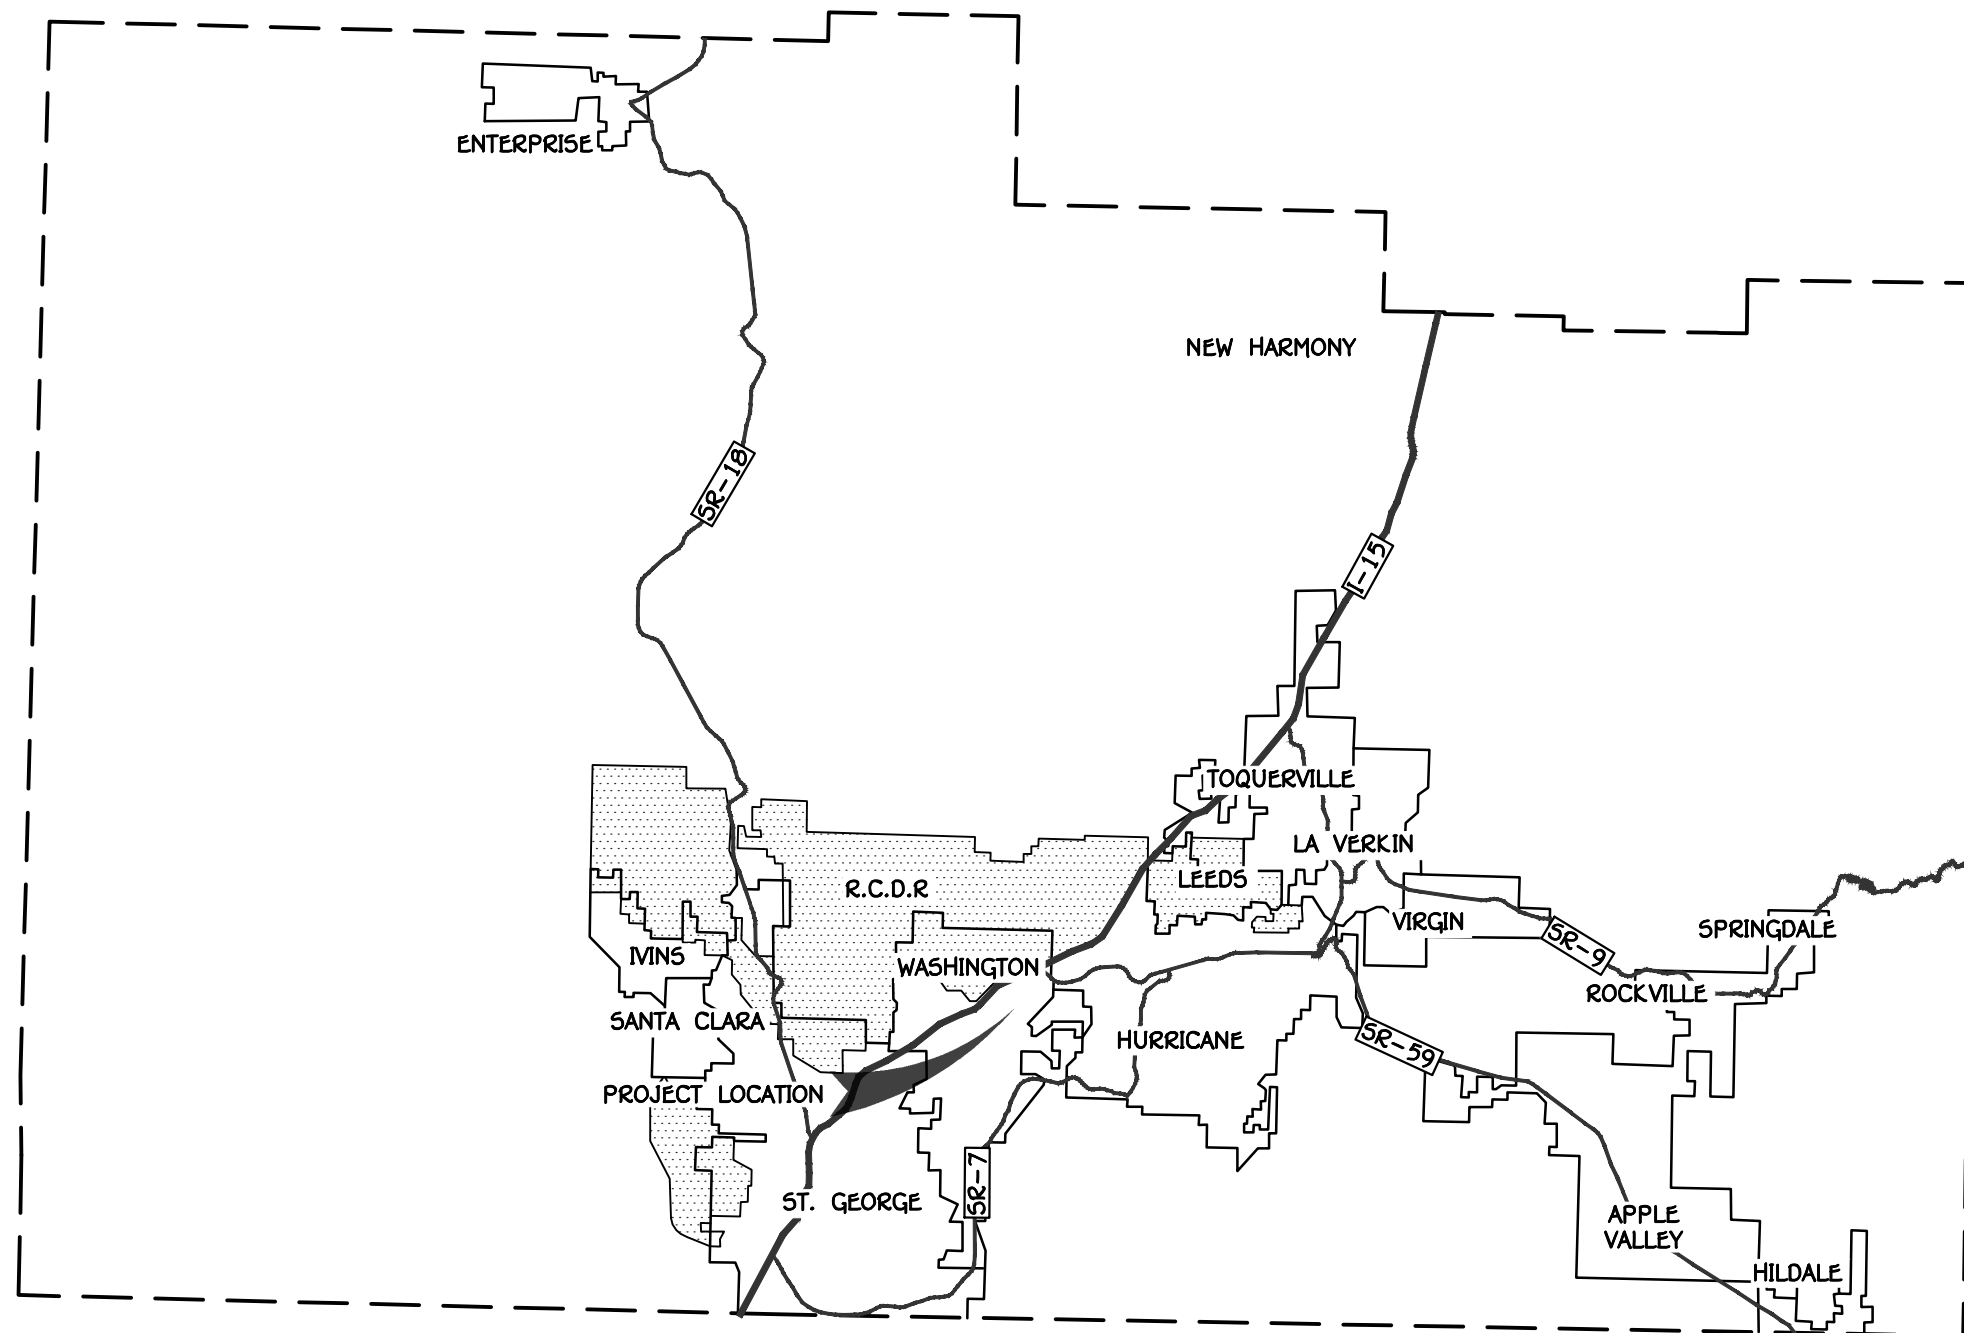 ENTERPRISE
NEW HARMONY
SR-18
I-15
TOQUERVILLE
LA VERKIN
LEEDS
R.C.D.R
VIRGIN
SPRINGDALE
SR-9
IVINS
WASHINGTON
ROCKVILLE
SANTA CLARA
HURRICANE
SR-59
PROJECT LOCATION
SR-7
ST. GEORGE
APPLE
VALLEY
HILDALE